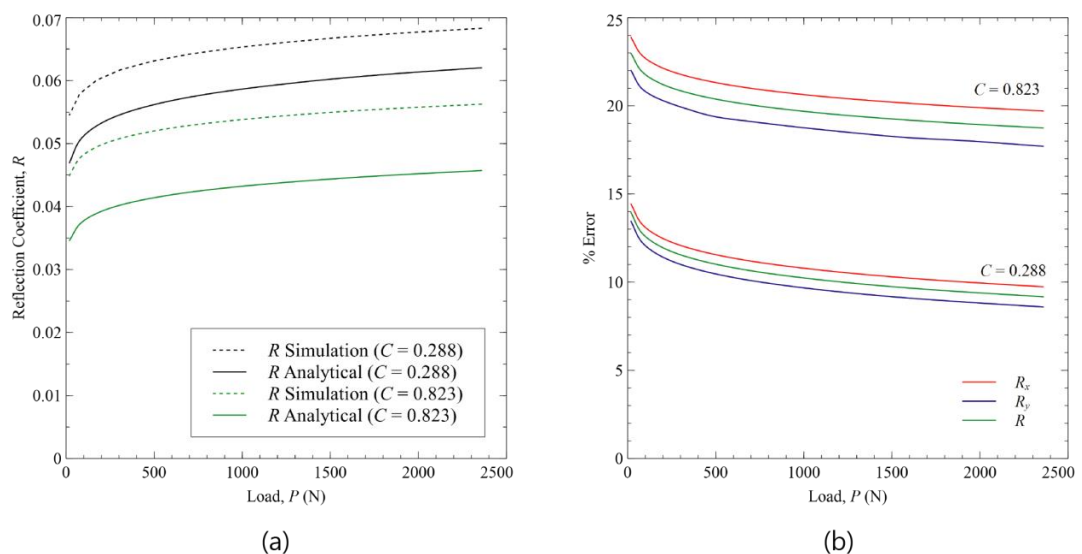 0.07
0.06
0.05
0.04
0.03
0.02
0.01
0
Reflection Coefficient, R
R Simulation (C = 0.288)
R Analytical (C = 0.288)
R Simulation (C = 0.823)
R Analytical (C = 0.823)
0 500 1000 1500 2000 2500
Load, P (N)
(a)
25
20
15
10
5
0
% Error
C = 0.823
C = 0.288
Rx
Ry
R
0 500 1000 1500 2000 2500
Load, P (N)
(b)